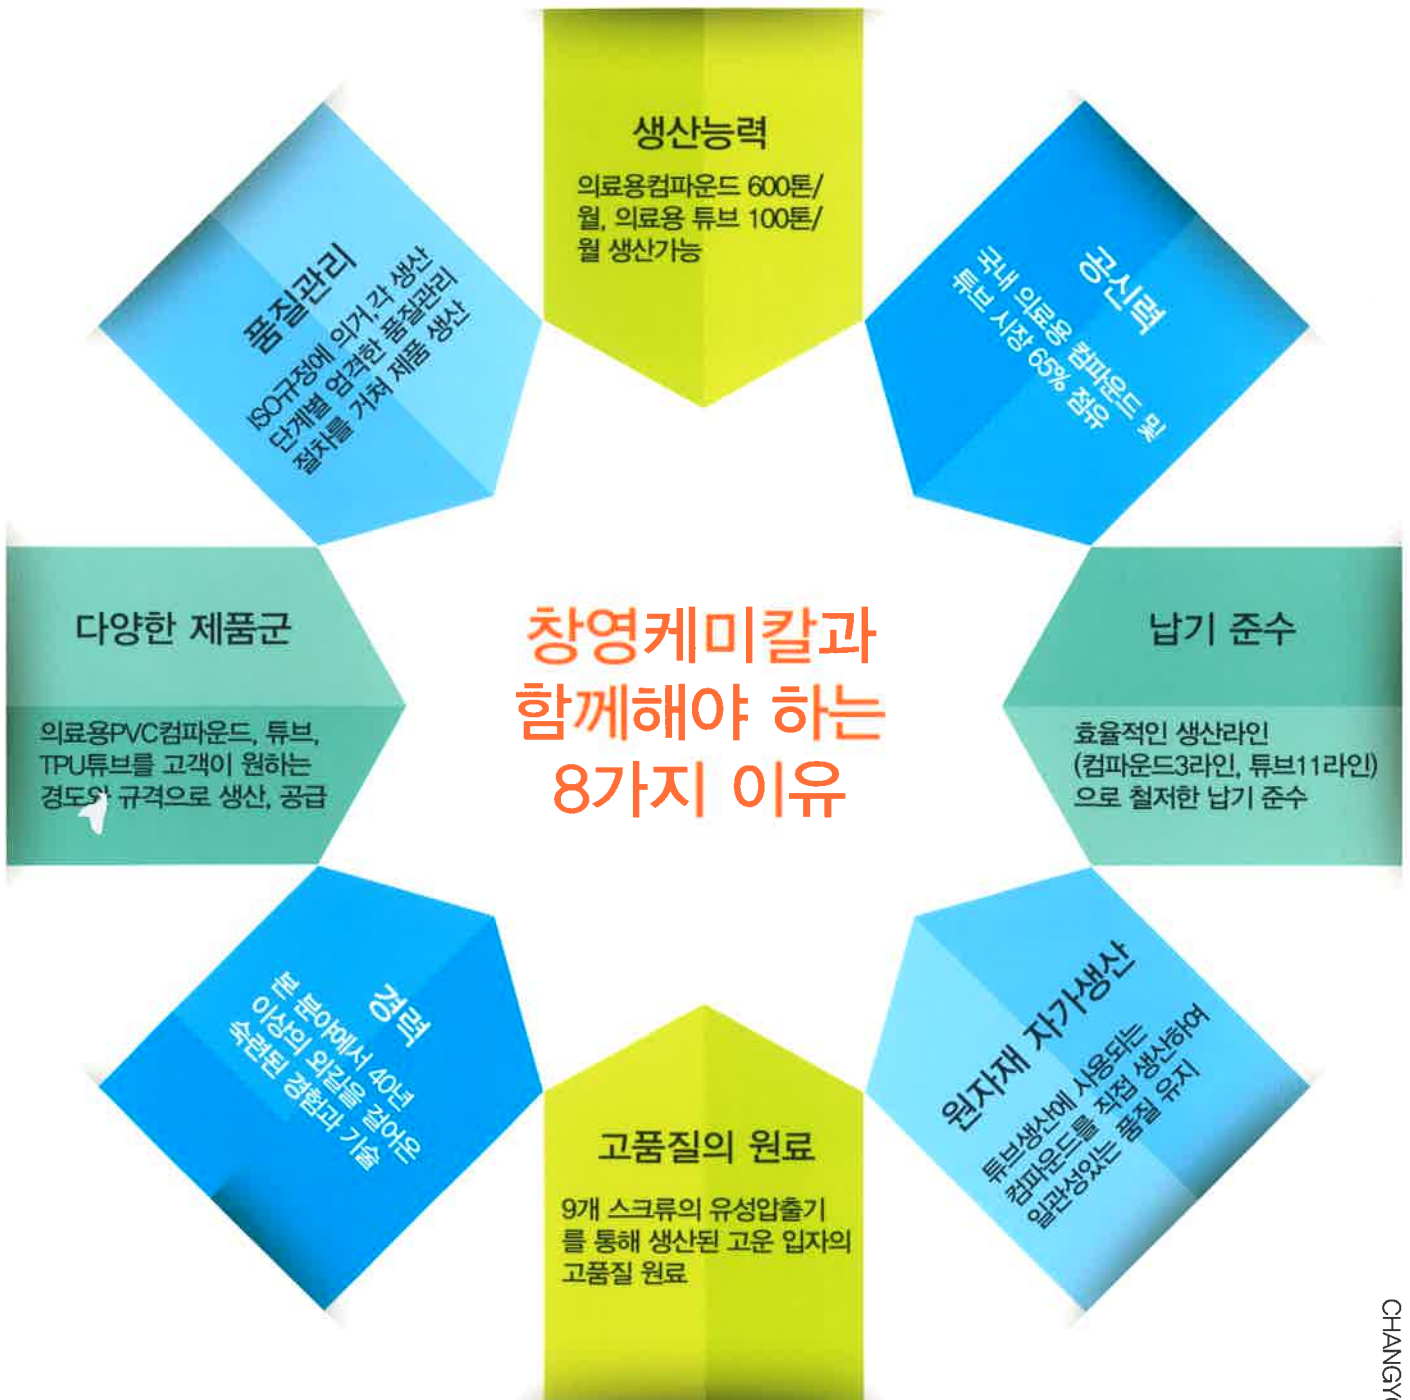 생산능력
의료용컴파운드 600톤/
월, 의료용 튜브 100톤/
월 생산가능
공신력
국내 의료용 컴파운드 및
튜브 시장 65% 점유
납기 준수
효율적인 생산라인
(컴파운드3라인, 튜브11라인)
으로 철저한 납기 준수
원자재 자가생산
튜브생산에 사용되는
컴파운드를 직접 생산하여
일관성있는 품질 유지
고품질의 원료
9개 스크류의 유성압출기
를 통해 생산된 고운 입자의
고품질 원료
경력
본 분야에서 40년
이상의 외길을 걸어온
숙련된 경험과 기술
다양한 제품군
의료용PVC컴파운드, 튜브,
TPU튜브를 고객이 원하는
경도와 규격으로 생산, 공급
품질관리
ISO규정에 의거,각 생산
단계별 엄격한 품질관리
절차를 거쳐 제품 생산
창영케미칼과
함께해야 하는
8가지 이유